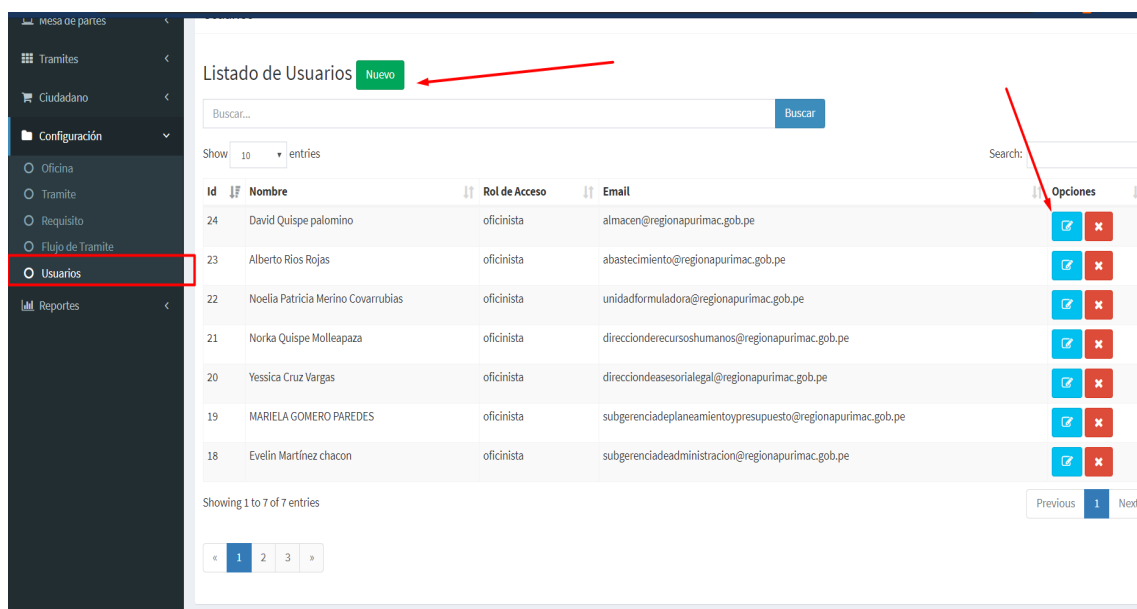 Mesa de partes
Usuarios
Tramites
Ciudadano
Configuración
Oficina
Tramite
Requisito
Flujo de Tramite
Usuarios
Reportes
Listado de Usuarios Nuevo
Buscar... Buscar
Show 10 entries Search:
Id Nombre Rol de Acceso Email Opciones
24 David Quispe palomino oficinista almacen@regionapurimac.gob.pe
23 Alberto Rios Rojas oficinista abastecimiento@regionapurimac.gob.pe
22 Noelia Patricia Merino Covarrubias oficinista unidadformuladora@regionapurimac.gob.pe
21 Norka Quispe Molleapaza oficinista direccionderecursoshumanos@regionapurimac.gob.pe
20 Yessica Cruz Vargas oficinista direcciondeasesorialegal@regionapurimac.gob.pe
19 MARIELA GOMERO PAREDES oficinista subgerenciadeplaneamientoypresupuesto@regionapurimac.gob.pe
18 Evelin Martínez chacon oficinista subgerenciadeadministracion@regionapurimac.gob.pe
Showing 1 to 7 of 7 entries Previous 1 Next
« 1 2 3 »